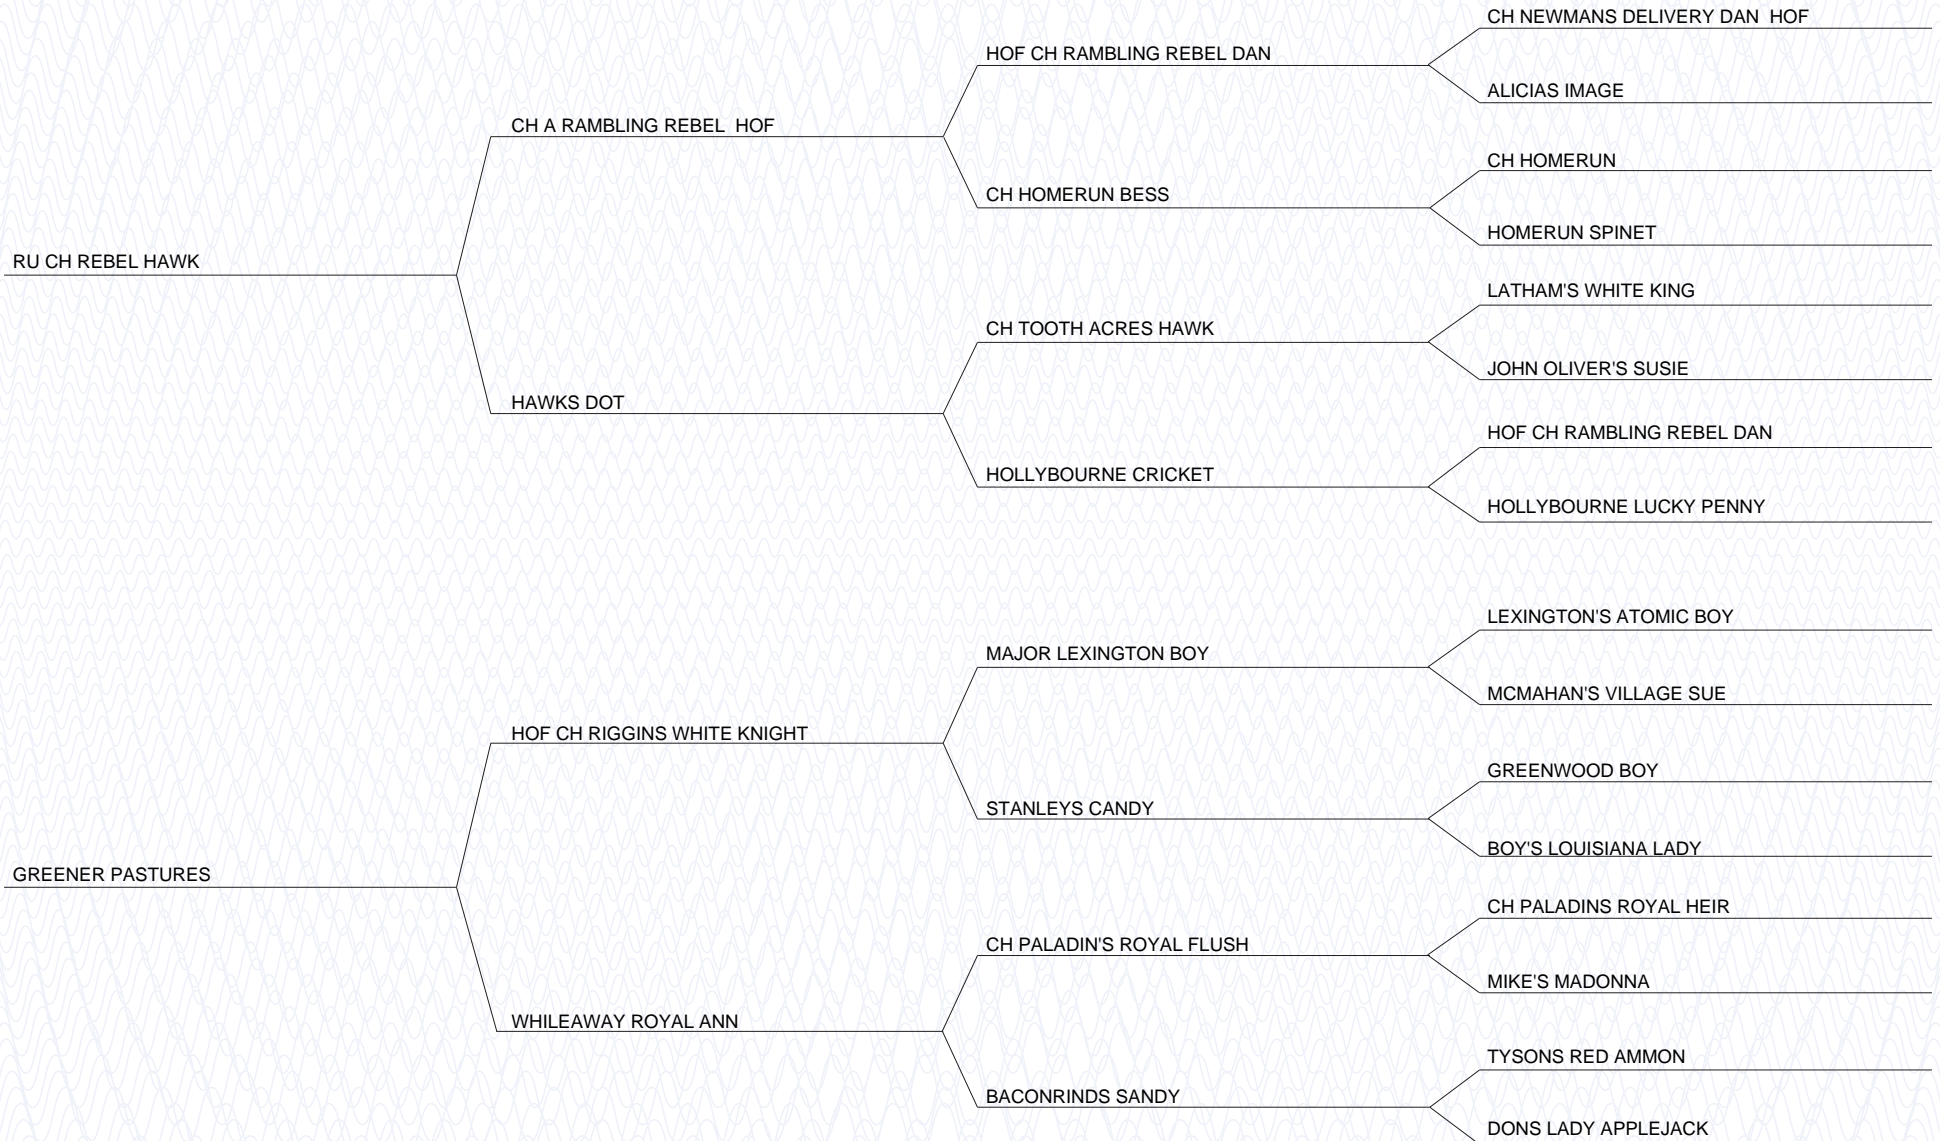 CH NEWMANS DELIVERY DAN  HOF
HOF CH RAMBLING REBEL DAN
ALICIAS IMAGE
CH A RAMBLING REBEL  HOF
CH HOMERUN
CH HOMERUN BESS
HOMERUN SPINET
RU CH REBEL HAWK
LATHAM'S WHITE KING
CH TOOTH ACRES HAWK
JOHN OLIVER'S SUSIE
HAWKS DOT
HOF CH RAMBLING REBEL DAN
HOLLYBOURNE CRICKET
HOLLYBOURNE LUCKY PENNY
LEXINGTON'S ATOMIC BOY
MAJOR LEXINGTON BOY
MCMAHAN'S VILLAGE SUE
HOF CH RIGGINS WHITE KNIGHT
GREENWOOD BOY
STANLEYS CANDY
BOY'S LOUISIANA LADY
GREENER PASTURES
CH PALADINS ROYAL HEIR
CH PALADIN'S ROYAL FLUSH
MIKE'S MADONNA
WHILEAWAY ROYAL ANN
TYSONS RED AMMON
BACONRINDS SANDY
DONS LADY APPLEJACK